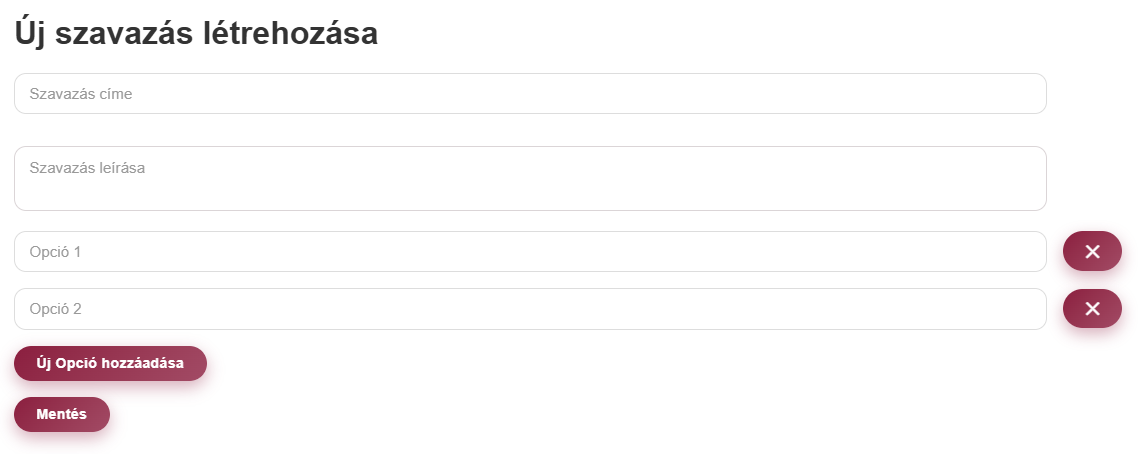 Új szavazás létrehozása
Szavazás címe
Szavazás leírása
Opció 1
Opció 2
Új Opció hozzáadása
Mentés